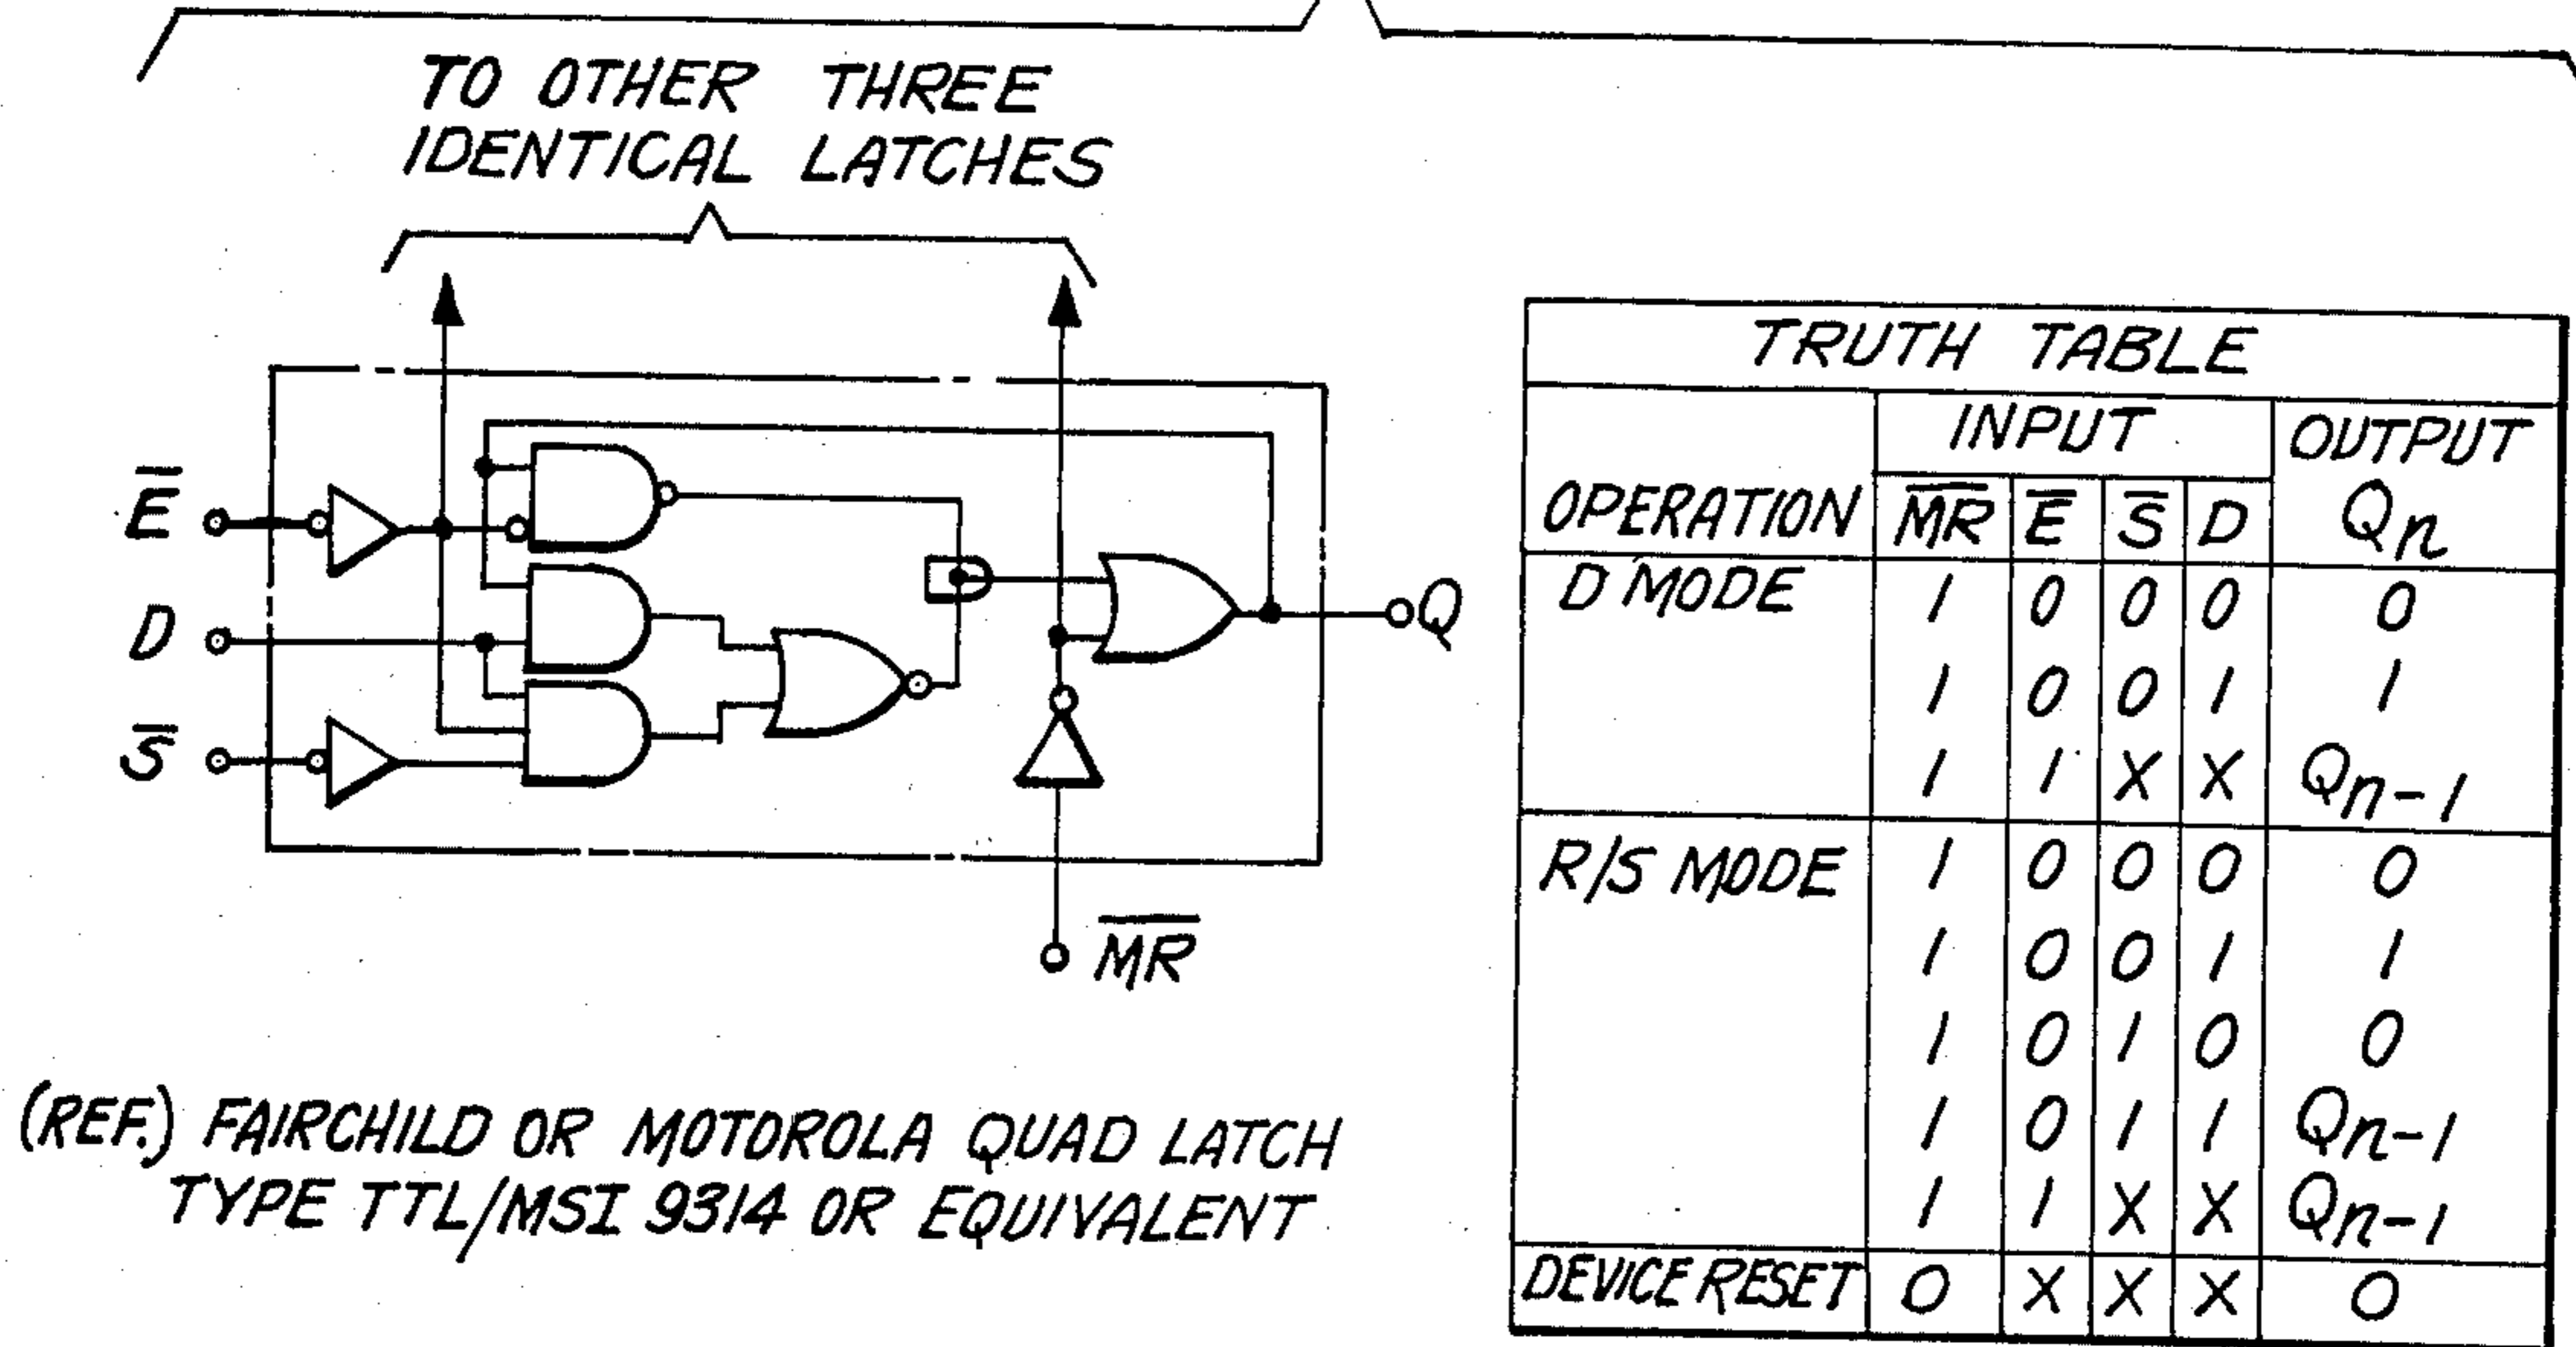 TO OTHER THREE
IDENTICAL LATCHES
E̅
D
S̅
Q
M̅R̅
(REF.) FAIRCHILD OR MOTOROLA QUAD LATCH
TYPE TTL/MSI 9314 OR EQUIVALENT
TRUTH TABLE
INPUT OUTPUT
OPERATION M̅R̅ E̅ S̅ D Qn
D MODE 1 0 0 0 0
1 0 0 1 1
1 1 X X Qn-1
R/S MODE 1 0 0 0 0
1 0 0 1 1
1 0 1 0 0
1 0 1 1 Qn-1
1 1 X X Qn-1
DEVICE RESET 0 X X X 0